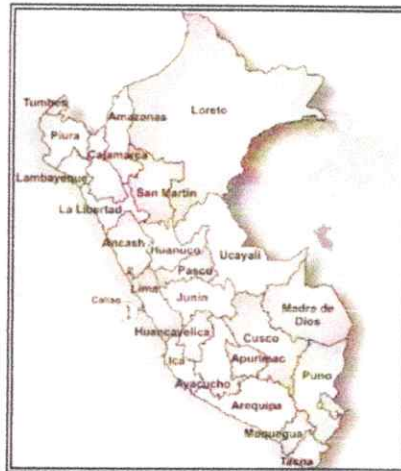 Tumbes
Amazonas
Loreto
Piura
Cajamarca
Lambayeque
San Martín
La Libertad
Ancash
Huanuco
Ucayali
Pasco
Lima
Junin
Callao
Madre de
Dios
Huancavelica
Cusco
Ica
Apurimac
Puno
Ayacucho
Arequipa
Moquegua
Tacna